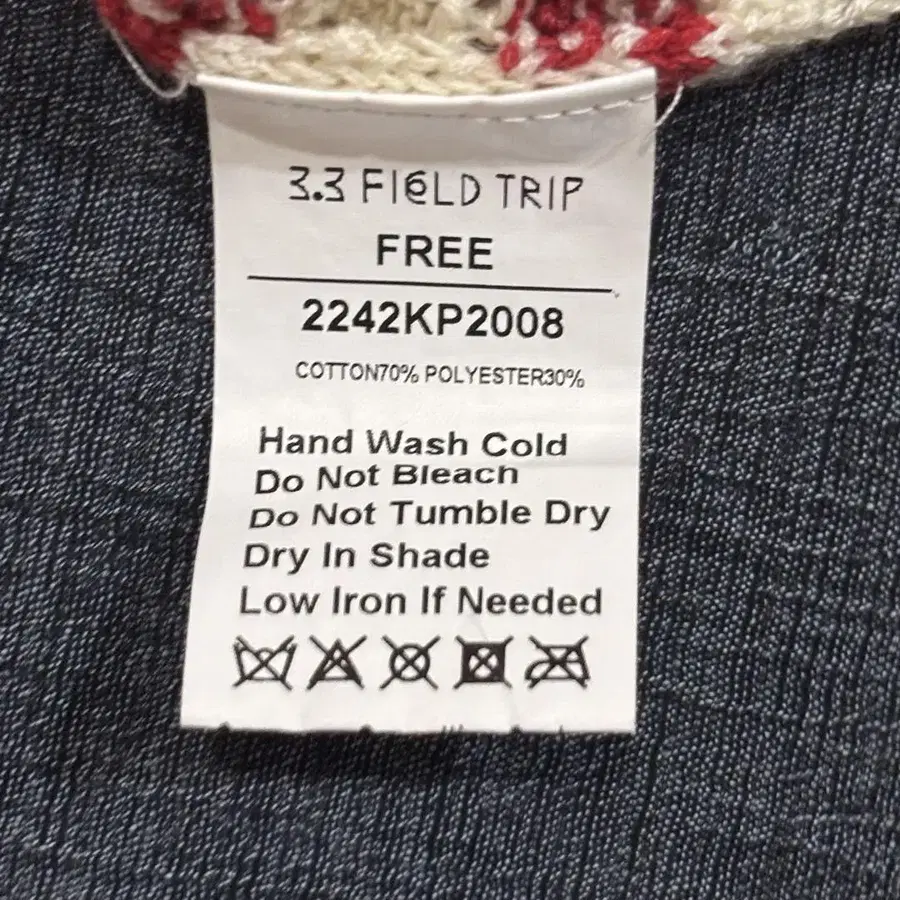 3.3 FIELD TRIP
FREE
2242KP2008
COTTON70% POLYESTER30%
Hand Wash Cold
Do Not Bleach
Do Not Tumble Dry
Dry In Shade
Low Iron If Needed